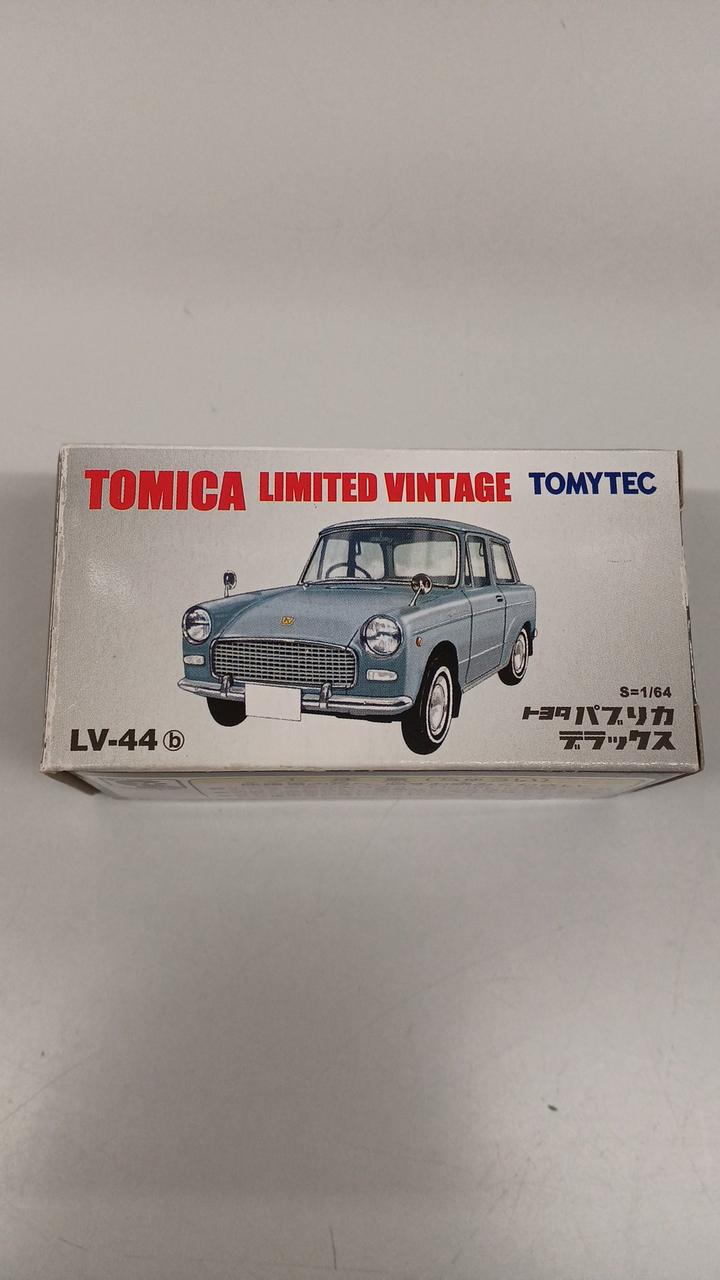 TOMICA LIMITED VINTAGE TOMYTEC
S=1/64
トヨタ パブリカ
デラックス
LV-44 ⓑ